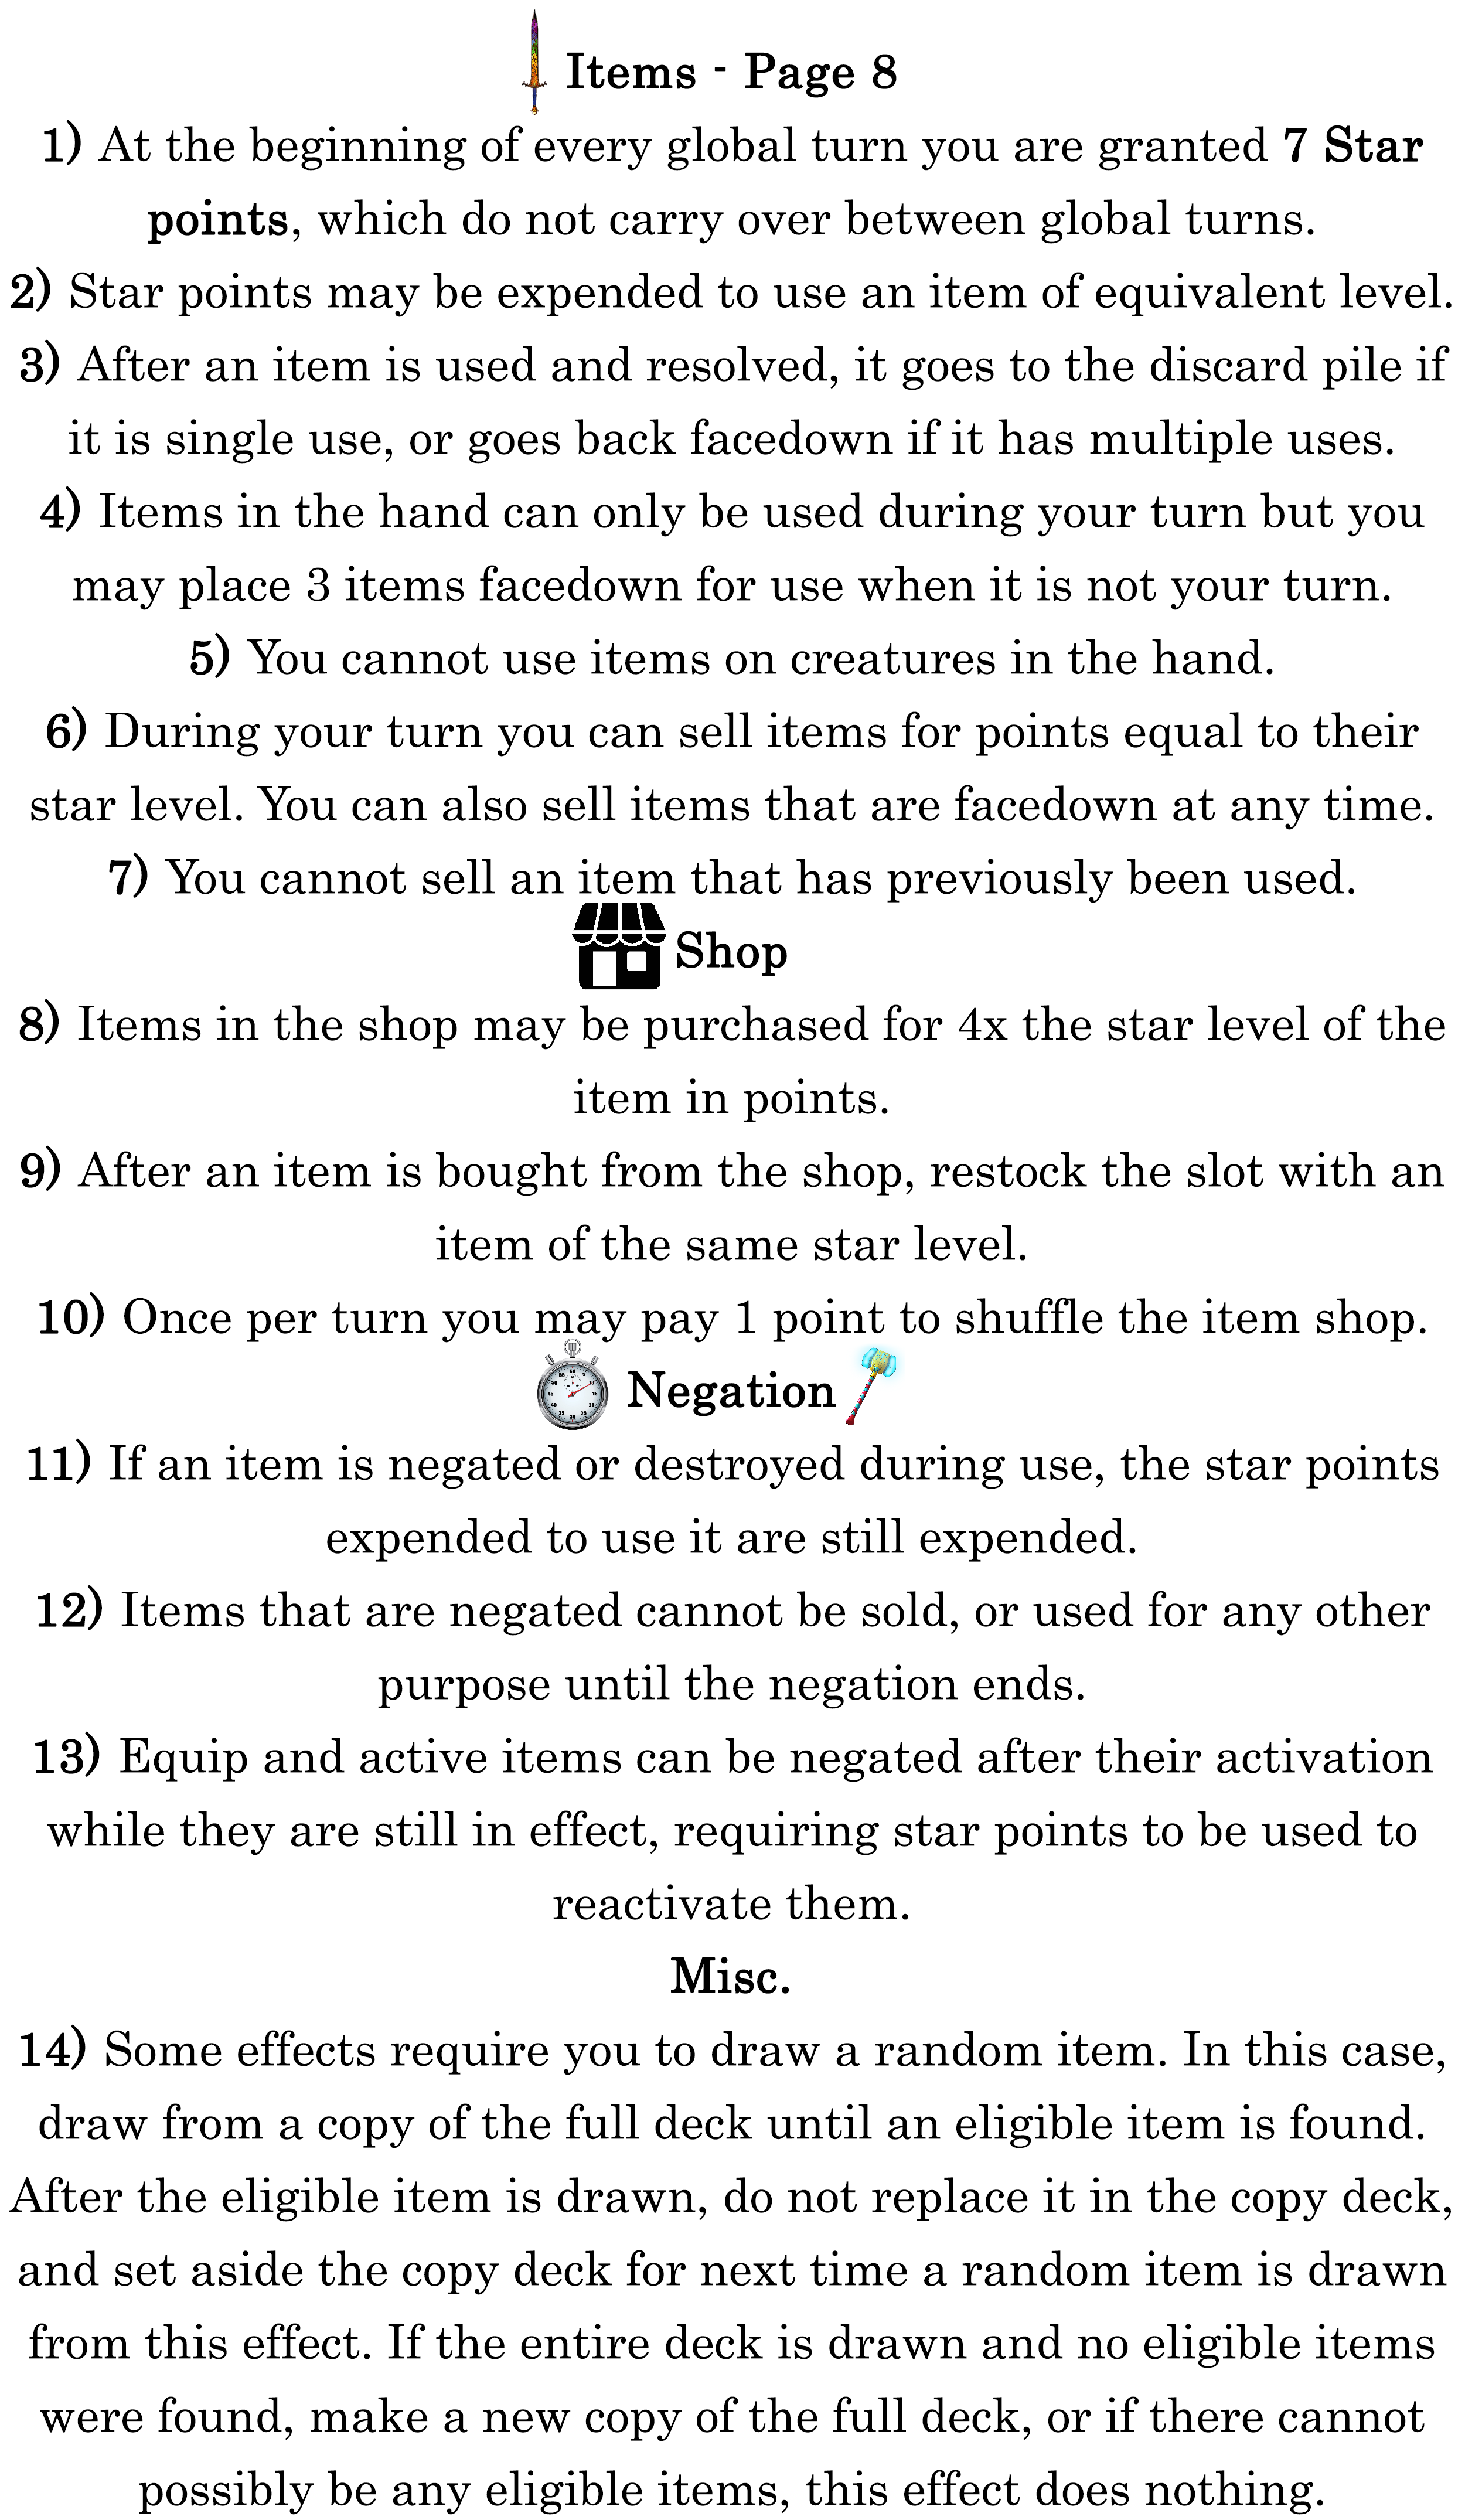 Items - Page 8
1) At the beginning of every global turn you are granted 7 Star
points, which do not carry over between global turns.
2) Star points may be expended to use an item of equivalent level.
3) After an item is used and resolved, it goes to the discard pile if
it is single use, or goes back facedown if it has multiple uses.
4) Items in the hand can only be used during your turn but you
may place 3 items facedown for use when it is not your turn.
5) You cannot use items on creatures in the hand.
6) During your turn you can sell items for points equal to their
star level. You can also sell items that are facedown at any time.
7) You cannot sell an item that has previously been used.
Shop
8) Items in the shop may be purchased for 4x the star level of the
item in points.
9) After an item is bought from the shop, restock the slot with an
item of the same star level.
10) Once per turn you may pay 1 point to shuffle the item shop.
Negation
11) If an item is negated or destroyed during use, the star points
expended to use it are still expended.
12) Items that are negated cannot be sold, or used for any other
purpose until the negation ends.
13) Equip and active items can be negated after their activation
while they are still in effect, requiring star points to be used to
reactivate them.
Misc.
14) Some effects require you to draw a random item. In this case,
draw from a copy of the full deck until an eligible item is found.
After the eligible item is drawn, do not replace it in the copy deck,
and set aside the copy deck for next time a random item is drawn
from this effect. If the entire deck is drawn and no eligible items
were found, make a new copy of the full deck, or if there cannot
possibly be any eligible items, this effect does nothing.